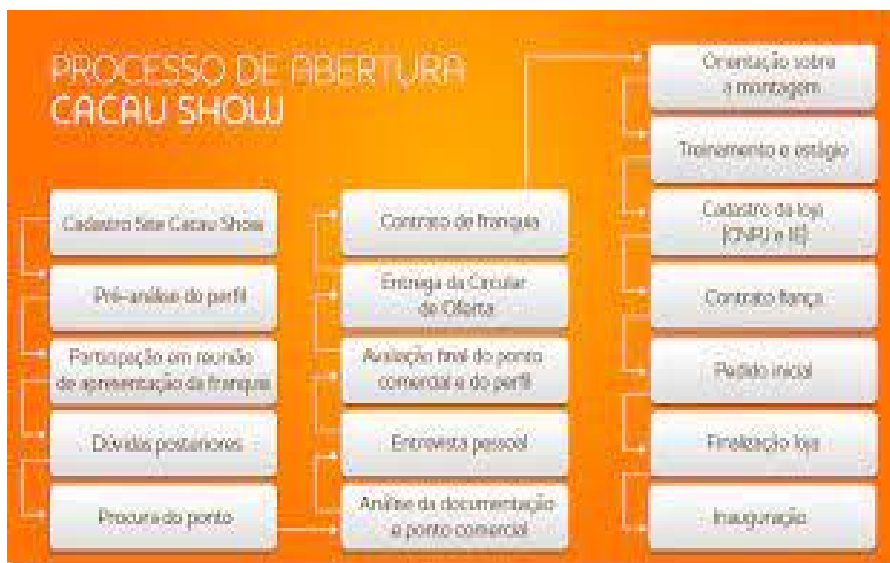 PROCESSO DE ABERTURA
CACAU SHOW
Cadastro Site Cacau Show
Pré-análise do perfil
Participação em reunião
de apresentação da franquia
Dúvidas posteriores
Procura do ponto
Contrato de franquia
Entrega da Circular
de Oferta
Avaliação final do ponto
comercial e do perfil
Entrevista pessoal
Análise da documentação
e ponto comercial
Orientação sobre
a montagem
Treinamento e estágio
Cadastro da loja
(CNPJ e IE)
Contrato fiança
Pedido inicial
Finalização loja
Inauguração